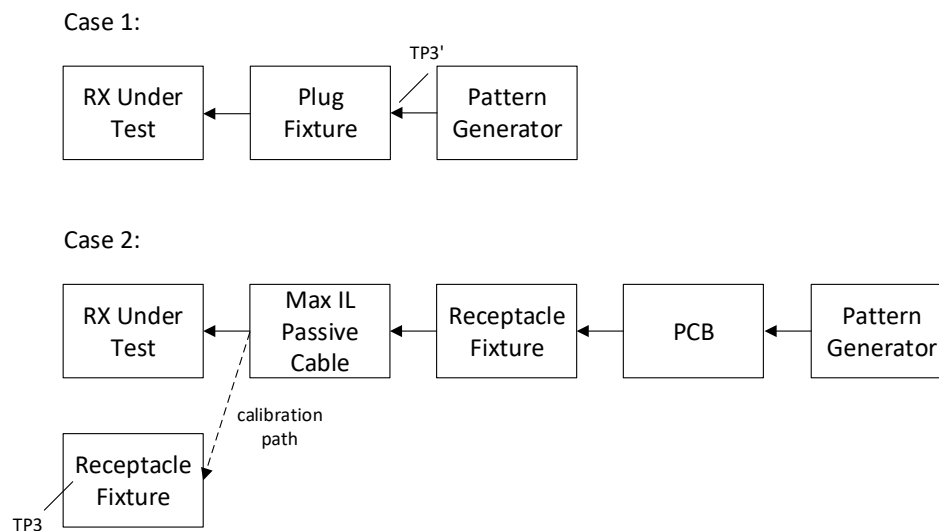 Case 1:
TP3'
RX Under
Test
Plug
Fixture
Pattern
Generator
Case 2:
RX Under
Test
Max IL
Passive
Cable
Receptacle
Fixture
PCB
Pattern
Generator
calibration
path
Receptacle
Fixture
TP3